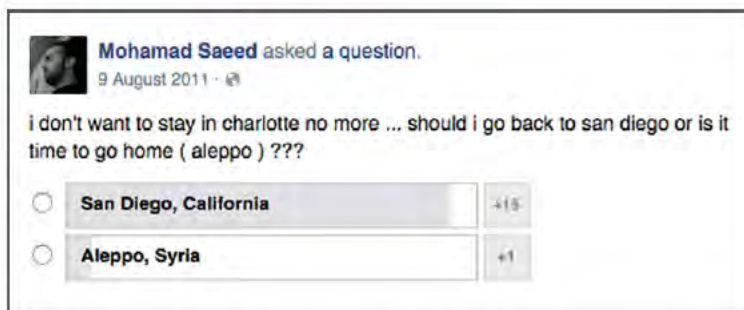 Mohamad Saeed asked a question.
9 August 2011 ·
i don't want to stay in charlotte no more ... should i go back to san diego or is it
time to go home ( aleppo ) ???
San Diego, California +15
Aleppo, Syria +1